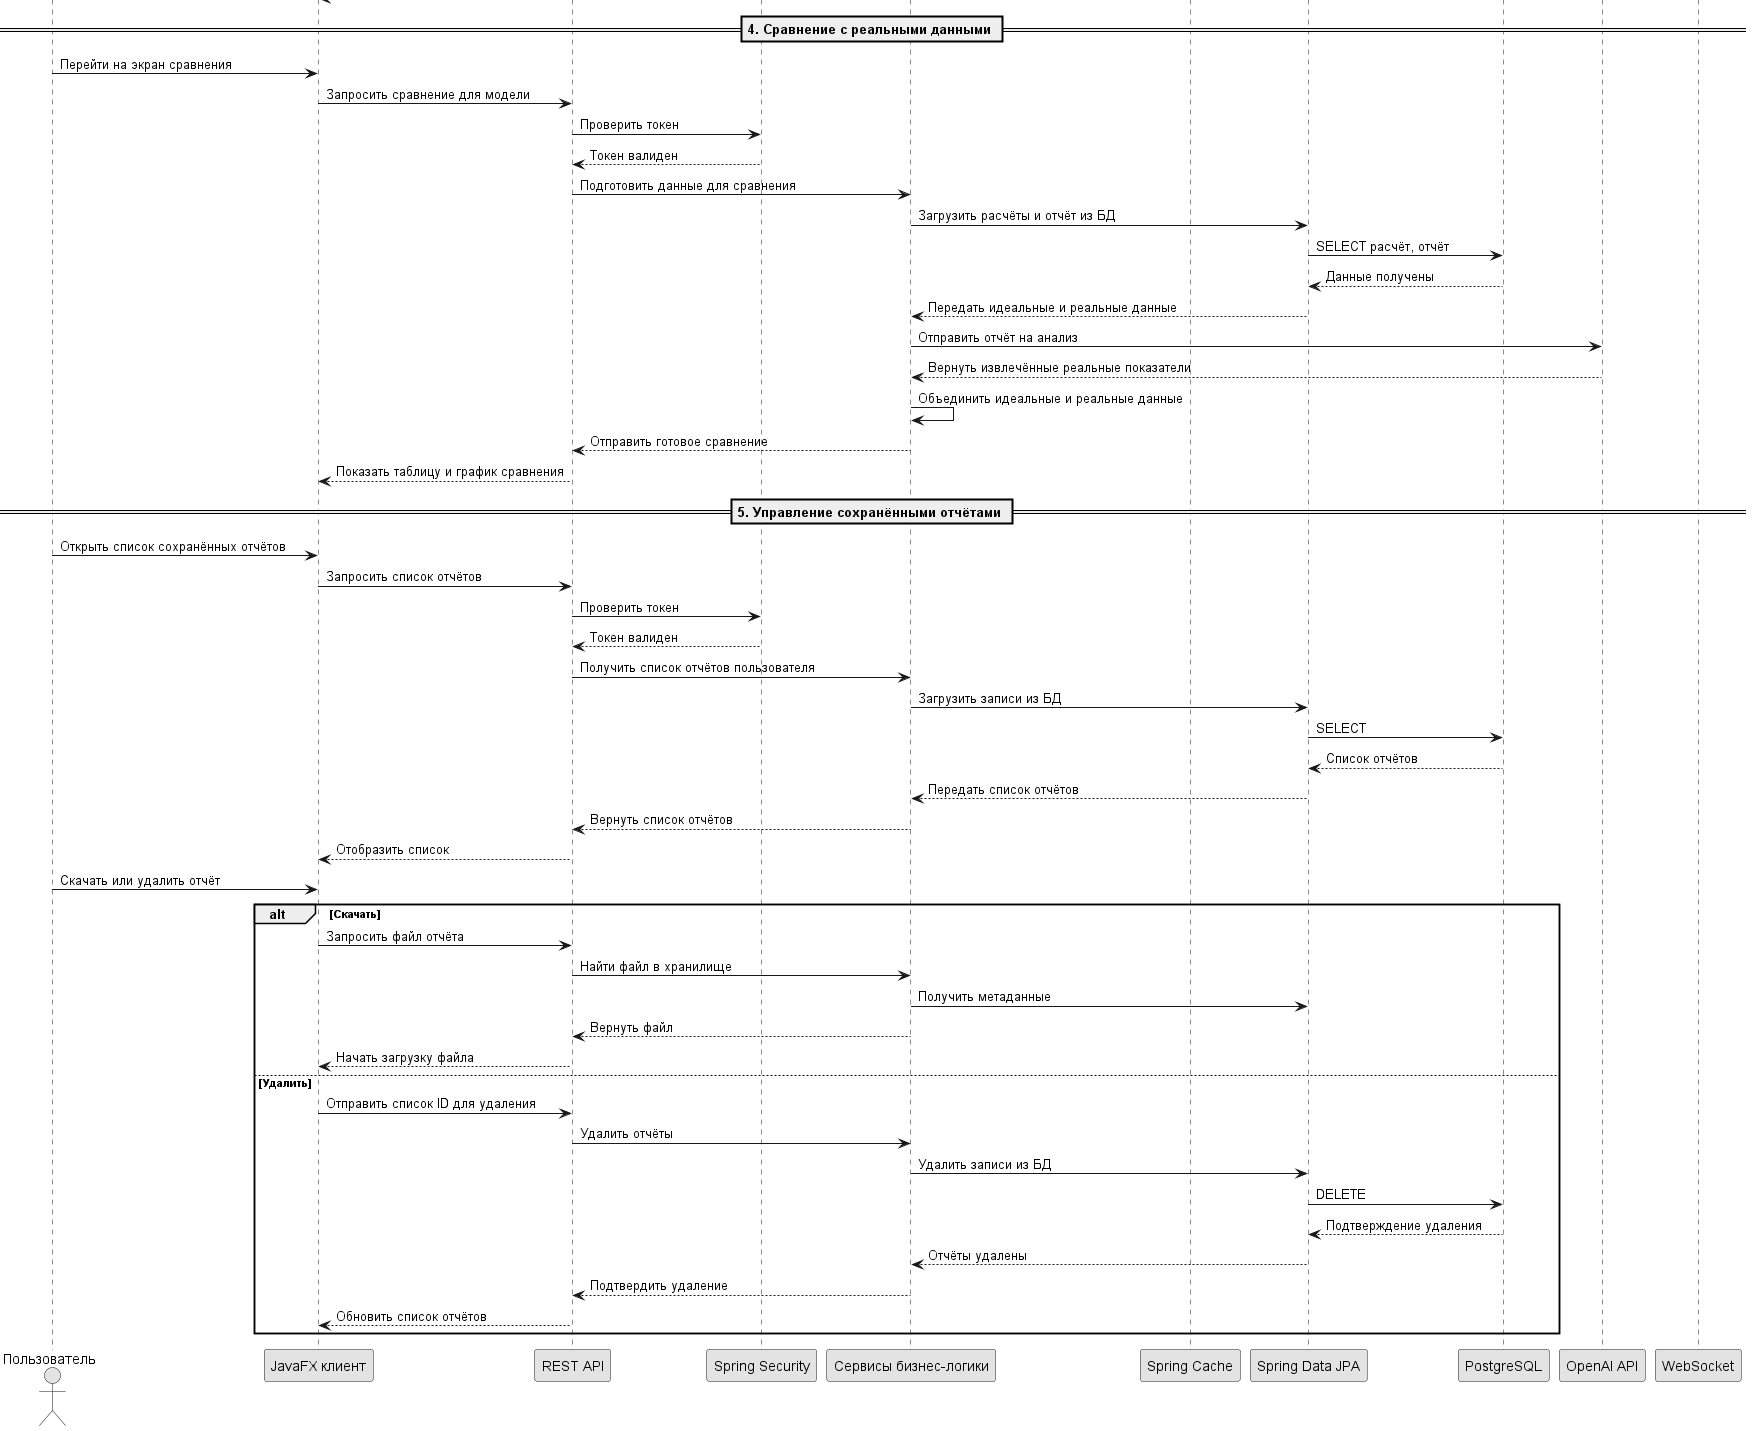 4. Сравнение с реальными данными
Перейти на экран сравнения
Запросить сравнение для модели
Проверить токен
Токен валиден
Подготовить данные для сравнения
Загрузить расчёты и отчёт из БД
SELECT расчёт, отчёт
Данные получены
Передать идеальные и реальные данные
Отправить отчёт на анализ
Вернуть извлечённые реальные показатели
Объединить идеальные и реальные данные
Отправить готовое сравнение
Показать таблицу и график сравнения
5. Управление сохранёнными отчётами
Открыть список сохранённых отчётов
Запросить список отчётов
Проверить токен
Токен валиден
Получить список отчётов пользователя
Загрузить записи из БД
SELECT
Список отчётов
Передать список отчётов
Вернуть список отчётов
Отобразить список
Скачать или удалить отчёт
alt [Скачать]
Запросить файл отчёта
Найти файл в хранилище
Получить метаданные
Вернуть файл
Начать загрузку файла
[Удалить]
Отправить список ID для удаления
Удалить отчёты
Удалить записи из БД
DELETE
Подтверждение удаления
Отчёты удалены
Подтвердить удаление
Обновить список отчётов
Пользователь
JavaFX клиент
REST API
Spring Security
Сервисы бизнес-логики
Spring Cache
Spring Data JPA
PostgreSQL
OpenAI API
WebSocket